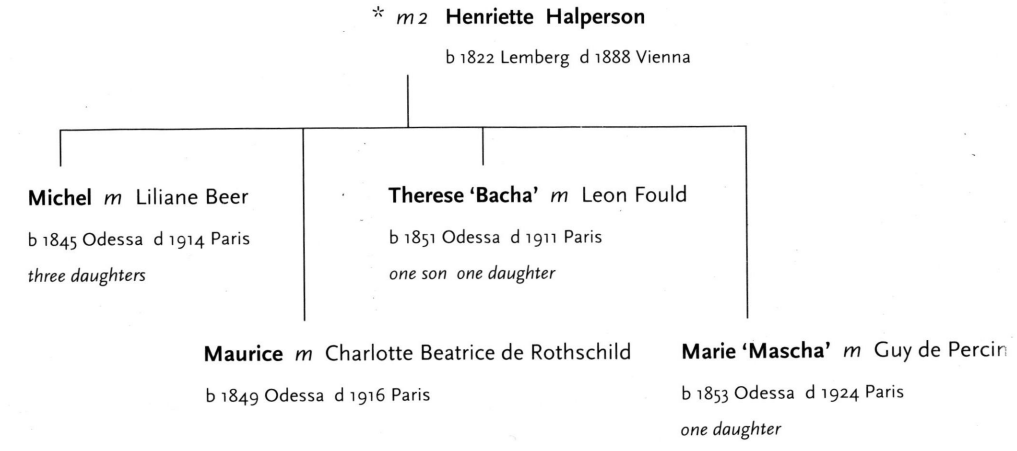 * m 2 Henriette Halperson
b 1822 Lemberg d 1888 Vienna
Michel m Liliane Beer
b 1845 Odessa d 1914 Paris
three daughters
Therese ‘Bacha’ m Leon Fould
b 1851 Odessa d 1911 Paris
one son one daughter
Maurice m Charlotte Beatrice de Rothschild
b 1849 Odessa d 1916 Paris
Marie ‘Mascha’ m Guy de Percin
b 1853 Odessa d 1924 Paris
one daughter